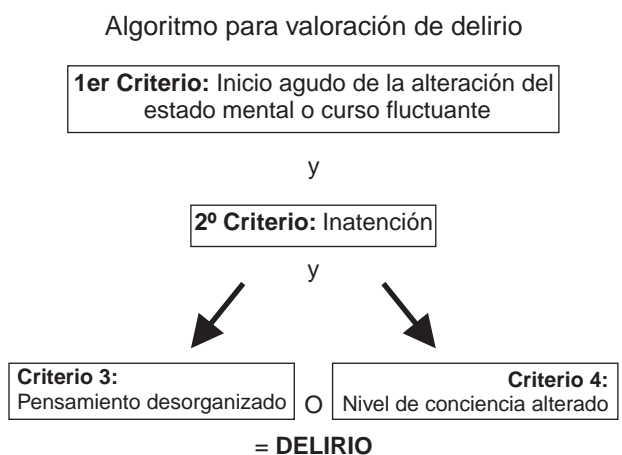 Algoritmo para valoración de delirio
1er Criterio: Inicio agudo de la alteración del
estado mental o curso fluctuante
y
2º Criterio: Inatención
y
Criterio 3:
Pensamiento desorganizado
O
Criterio 4:
Nivel de conciencia alterado
= DELIRIO